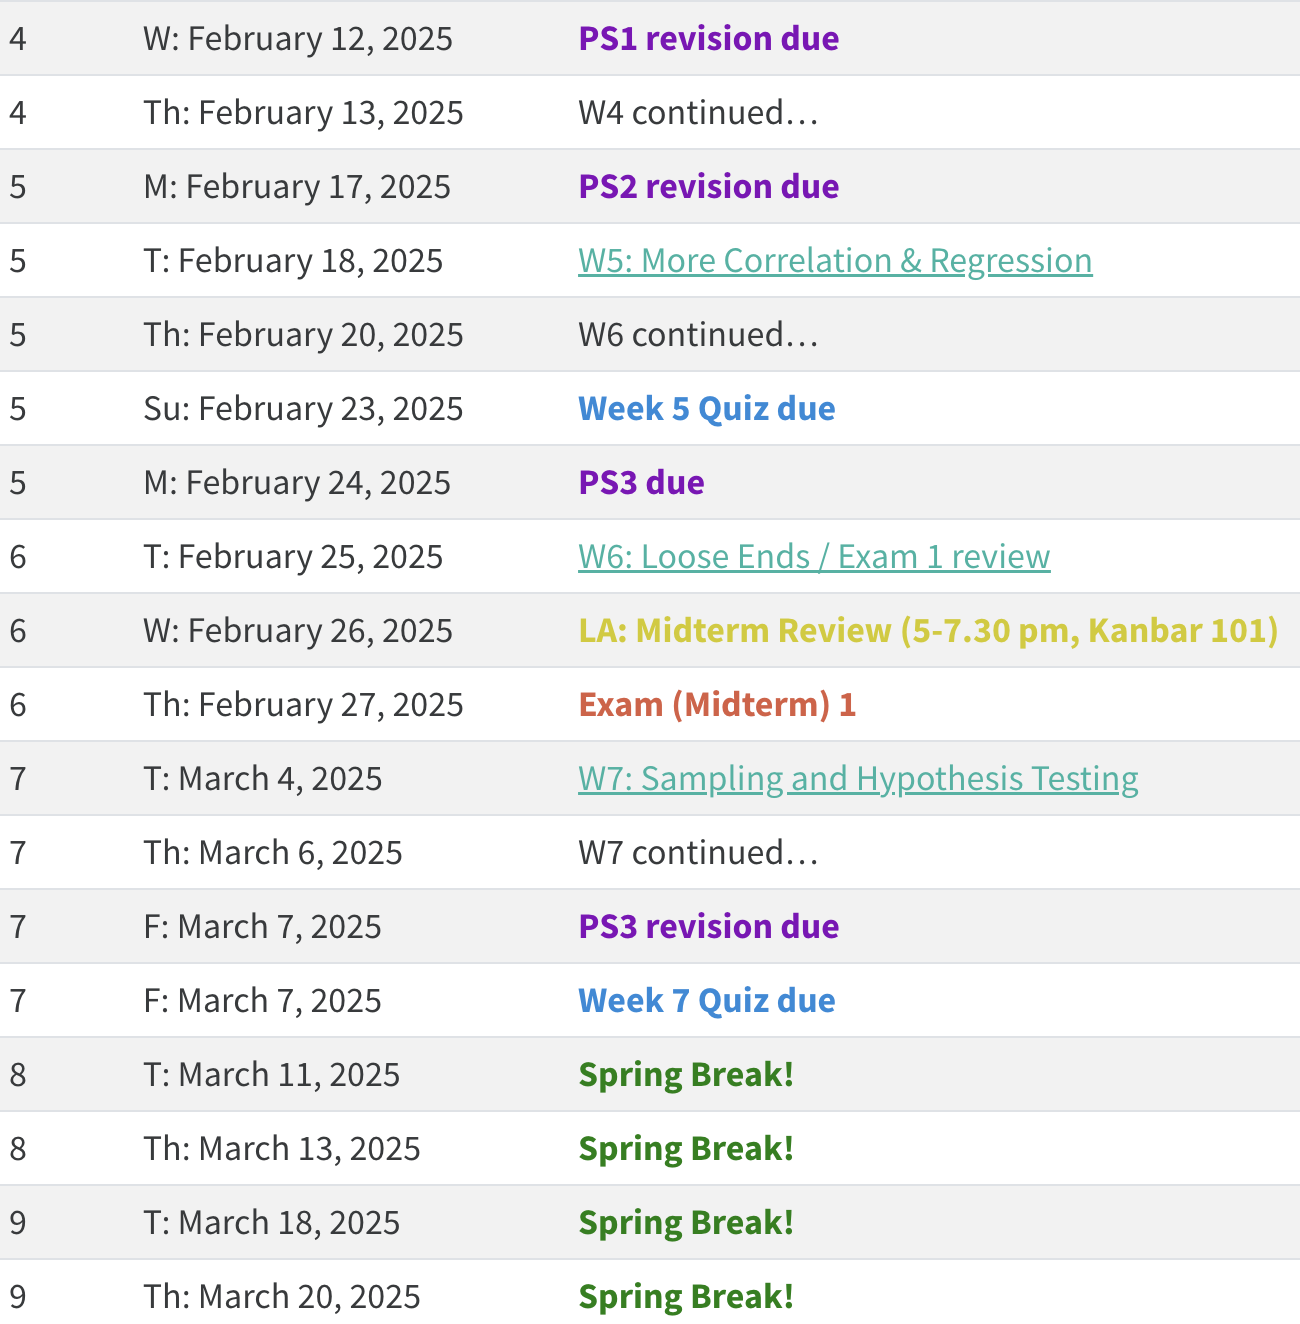 4 W: February 12, 2025 PS1 revision due
4 Th: February 13, 2025 W4 continued…
5 M: February 17, 2025 PS2 revision due
5 T: February 18, 2025 W5: More Correlation & Regression
5 Th: February 20, 2025 W6 continued…
5 Su: February 23, 2025 Week 5 Quiz due
5 M: February 24, 2025 PS3 due
6 T: February 25, 2025 W6: Loose Ends / Exam 1 review
6 W: February 26, 2025 LA: Midterm Review (5-7.30 pm, Kanbar 101)
6 Th: February 27, 2025 Exam (Midterm) 1
7 T: March 4, 2025 W7: Sampling and Hypothesis Testing
7 Th: March 6, 2025 W7 continued…
7 F: March 7, 2025 PS3 revision due
7 F: March 7, 2025 Week 7 Quiz due
8 T: March 11, 2025 Spring Break!
8 Th: March 13, 2025 Spring Break!
9 T: March 18, 2025 Spring Break!
9 Th: March 20, 2025 Spring Break!